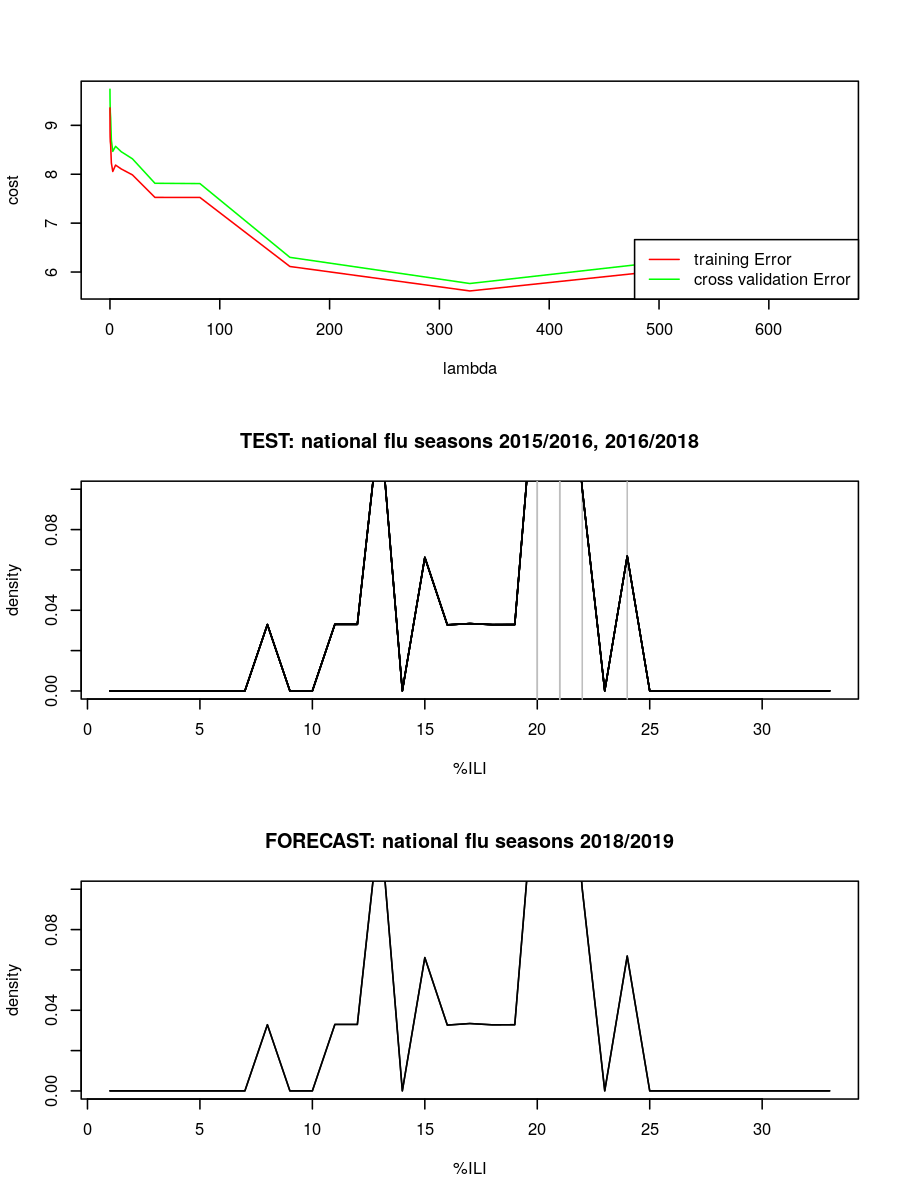 9
8
7
6
cost
training Error
cross validation Error
0 100 200 300 400 500 600
lambda
TEST: national flu seasons 2015/2016, 2016/2018
0.08
0.04
0.00
density
0 5 10 15 20 25 30
%ILI
FORECAST: national flu seasons 2018/2019
0.08
0.04
0.00
density
0 5 10 15 20 25 30
%ILI